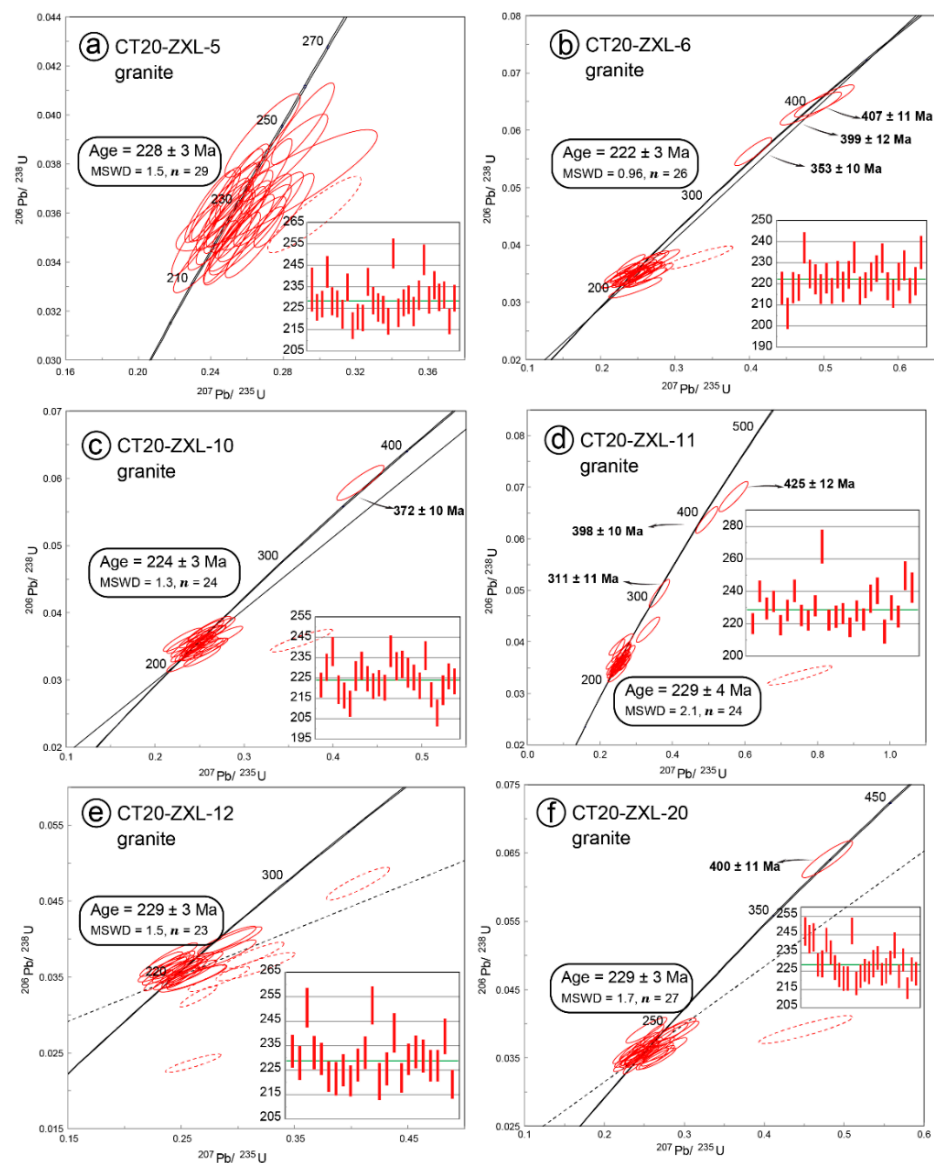 a CT20-ZXL-5
granite
Age = 228 ± 3 Ma
MSWD = 1.5, n = 29
270
250
230
210
0.044
0.042
0.040
0.038
0.036
0.034
0.032
0.030
0.16
0.20
0.24
0.28
0.32
0.36
206Pb/ 238U
207Pb/ 235U
265
255
245
235
225
215
205
b CT20-ZXL-6
granite
Age = 222 ± 3 Ma
MSWD = 0.96, n = 26
400
407 ± 11 Ma
399 ± 12 Ma
353 ± 10 Ma
300
200
0.08
0.07
0.06
0.05
0.04
0.03
0.02
0.1
0.2
0.3
0.4
0.5
0.6
206Pb/ 238U
207Pb/ 235U
250
240
230
220
210
200
190
c CT20-ZXL-10
granite
400
372 ± 10 Ma
300
Age = 224 ± 3 Ma
MSWD = 1.3, n = 24
200
0.07
0.06
0.05
0.04
0.03
0.02
0.1
0.2
0.3
0.4
0.5
206Pb/ 238U
207Pb/ 235U
255
245
235
225
215
205
195
d CT20-ZXL-11
granite
500
425 ± 12 Ma
400
398 ± 10 Ma
311 ± 11 Ma
300
200
Age = 229 ± 4 Ma
MSWD = 2.1, n = 24
0.08
0.07
0.06
0.05
0.04
0.03
0.02
0.0
0.2
0.4
0.6
0.8
1.0
206Pb/ 238U
207Pb/ 235U
280
260
240
220
200
e CT20-ZXL-12
granite
300
Age = 229 ± 3 Ma
MSWD = 1.5, n = 23
220
0.055
0.045
0.035
0.025
0.015
0.15
0.25
0.35
0.45
206Pb/ 238U
207Pb/ 235U
265
255
245
235
225
215
205
f CT20-ZXL-20
granite
450
400 ± 11 Ma
350
Age = 229 ± 3 Ma
MSWD = 1.7, n = 27
250
0.075
0.065
0.055
0.045
0.035
0.025
0.1
0.2
0.3
0.4
0.5
0.6
206Pb/ 238U
207Pb/ 235U
255
245
235
225
215
205